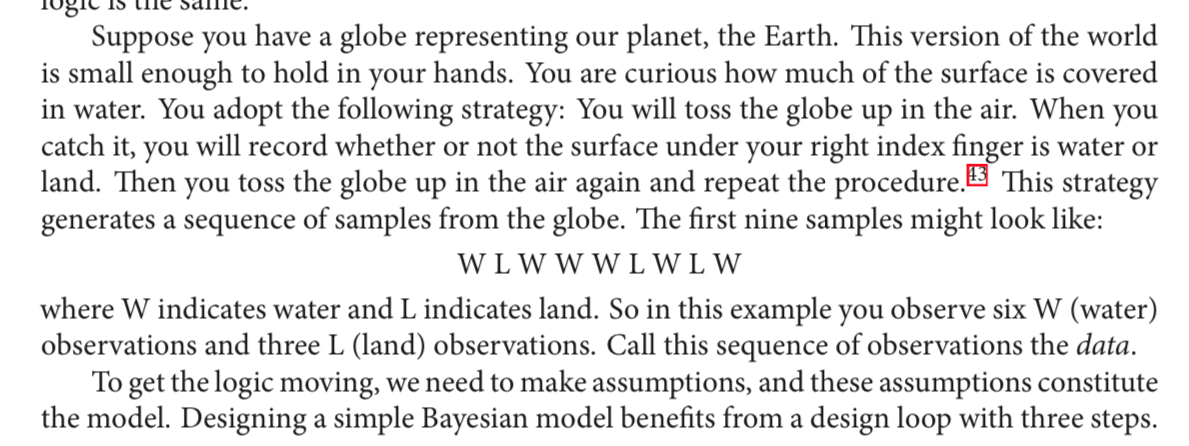 logic is the same.
Suppose you have a globe representing our planet, the Earth. This version of the world
is small enough to hold in your hands. You are curious how much of the surface is covered
in water. You adopt the following strategy: You will toss the globe up in the air. When you
catch it, you will record whether or not the surface under your right index finger is water or
land. Then you toss the globe up in the air again and repeat the procedure.43 This strategy
generates a sequence of samples from the globe. The first nine samples might look like:
W L W W W L W L W
where W indicates water and L indicates land. So in this example you observe six W (water)
observations and three L (land) observations. Call this sequence of observations the data.
To get the logic moving, we need to make assumptions, and these assumptions constitute
the model. Designing a simple Bayesian model benefits from a design loop with three steps.